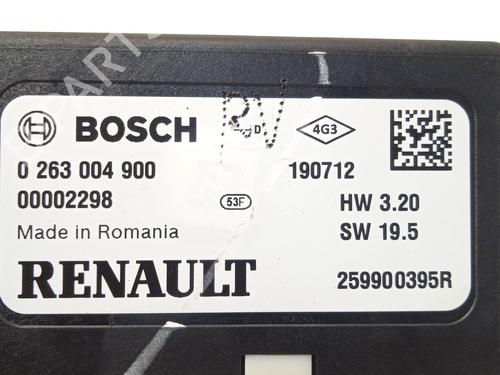 BOSCH
4G3
0 263 004 900
190712
00002298
53F
HW 3.20
Made in Romania
SW 19.5
RENAULT
259900395R